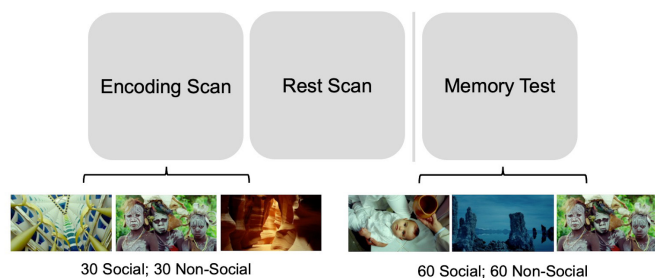 Encoding Scan
Rest Scan
Memory Test
30 Social; 30 Non-Social
60 Social; 60 Non-Social